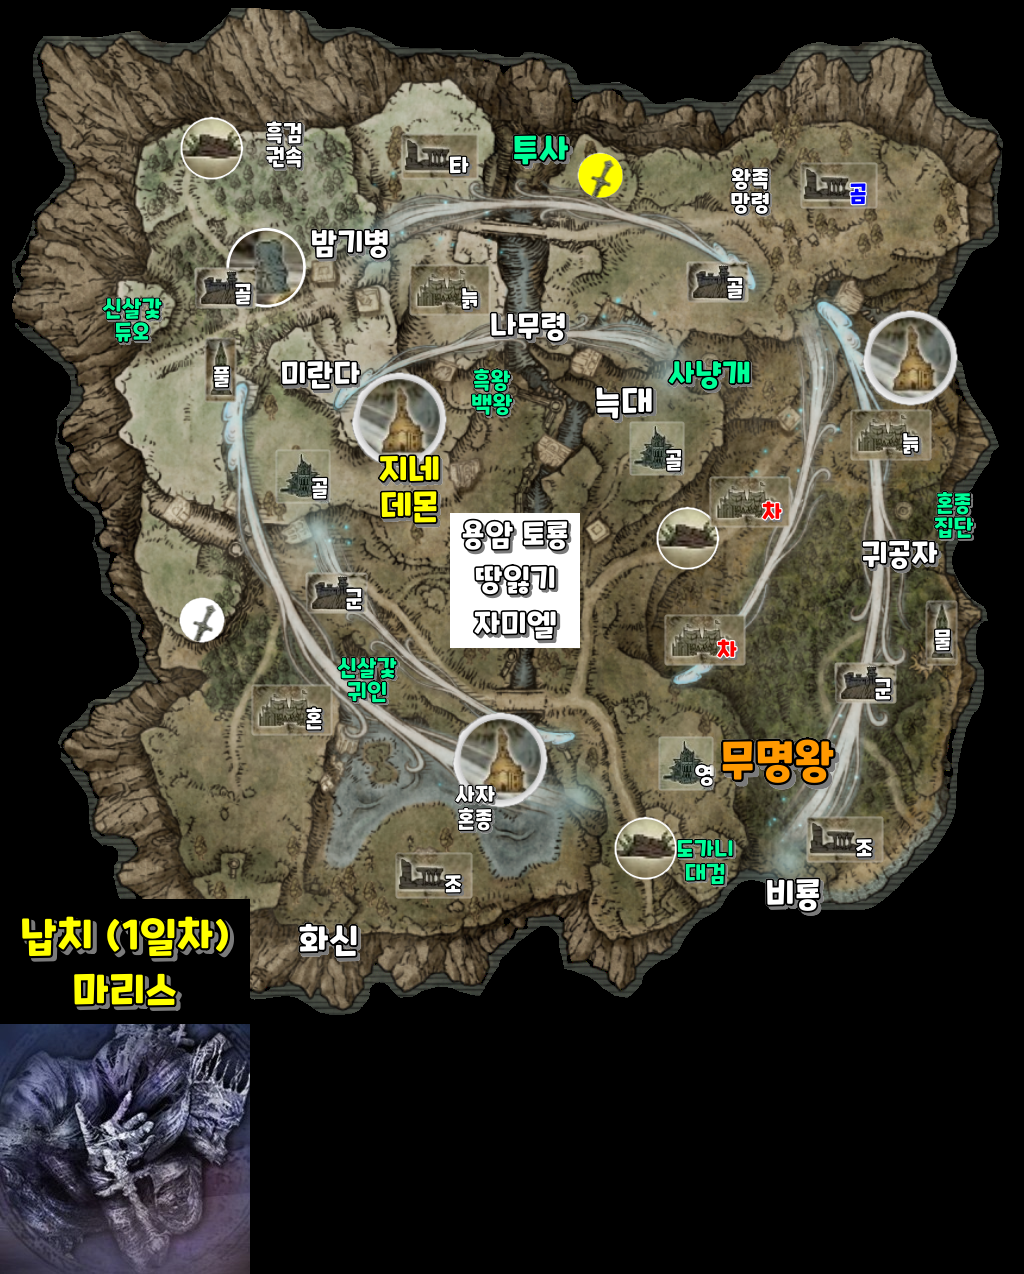 흑검
권속
타
투사
왕족
망령
곰
밤기병
골
신살갗
듀오
늙
골
나무령
풀
미란다
흑왕
백왕
사냥개
늑대
지네
데몬
골
골
늙
차
혼종
집단
용암 토룡
땅잃기
자미엘
귀공자
군
차
물
신살갗
귀인
군
혼
무명왕
영
사자
혼종
도가니
대검
조
조
비룡
화신
납치 (1일차)
마리스